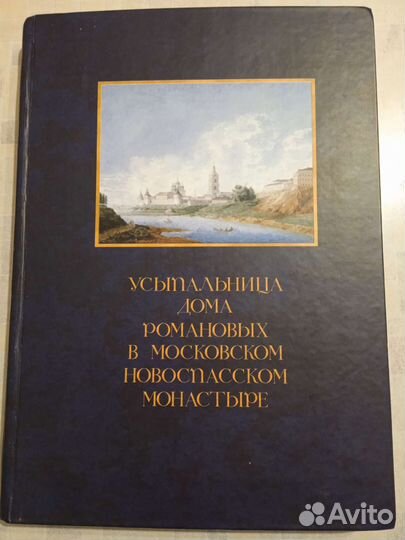 УСЫПАЛЬНИЦА
ДОМА
РОМАНОВЫХ
В МОСКОВСКОМ
НОВОСПАССКОМ
МОНАСТЫРЕ
Avito